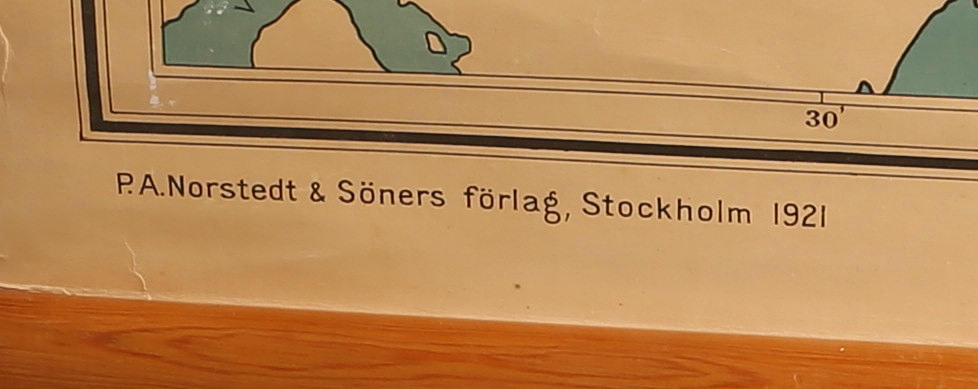 30'
P.A.Norstedt & Söners förlag, Stockholm 1921